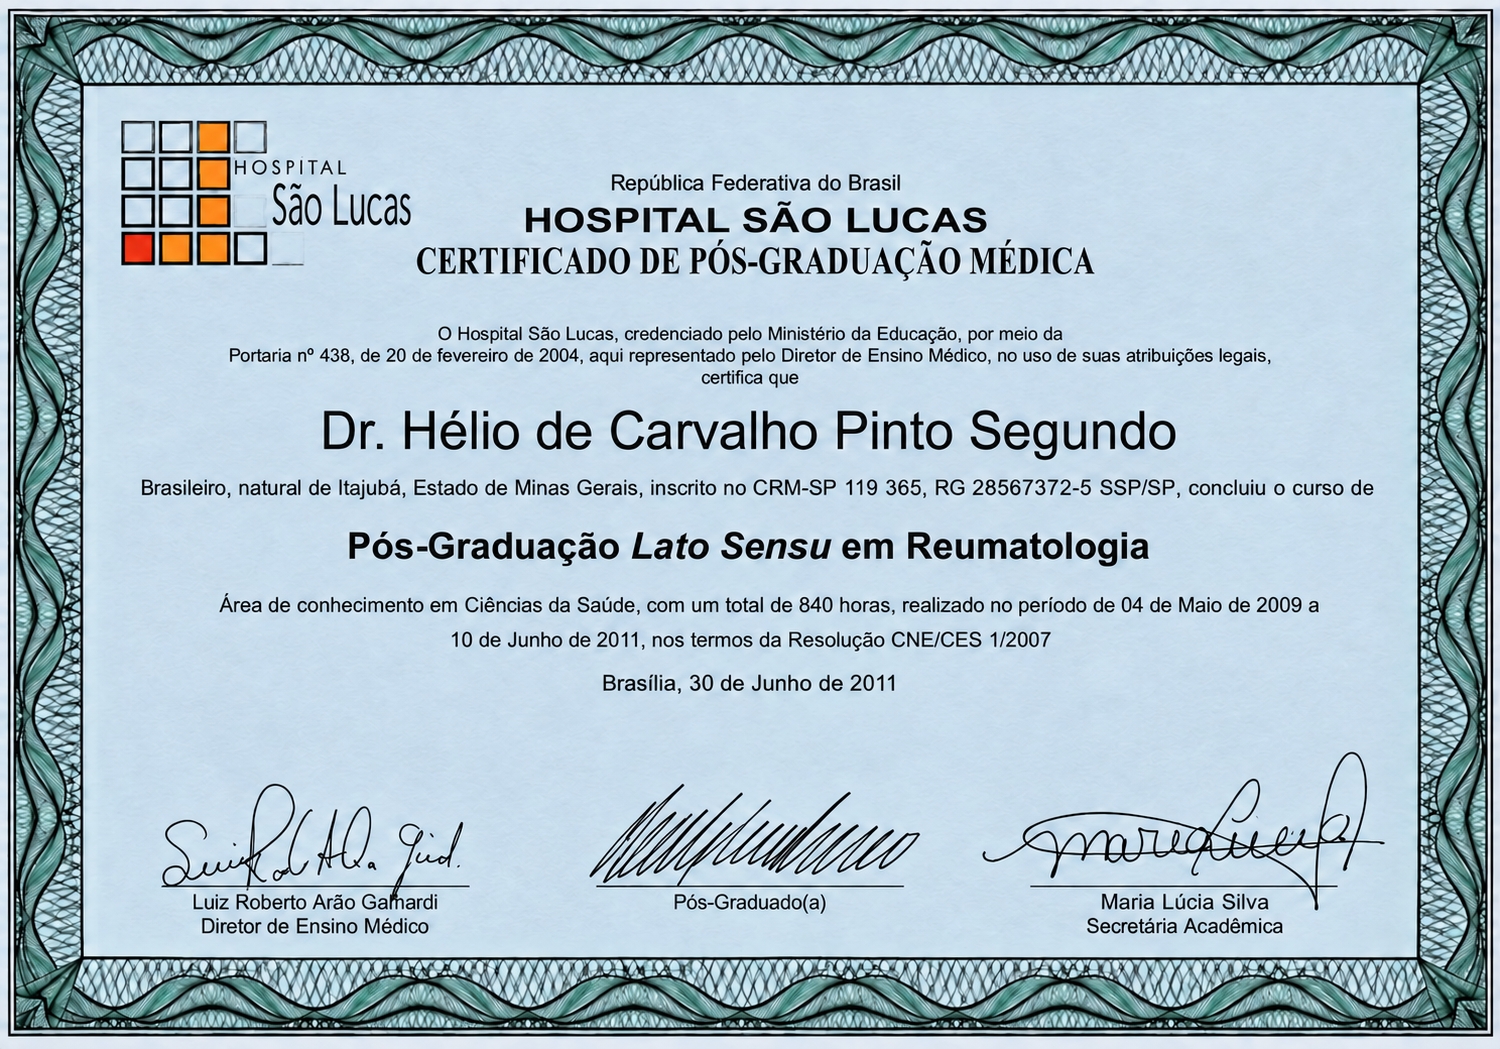 HOSPITAL
São Lucas
República Federativa do Brasil
HOSPITAL SÃO LUCAS
CERTIFICADO DE PÓS-GRADUAÇÃO MÉDICA
O Hospital São Lucas, credenciado pelo Ministério da Educação, por meio da
Portaria nº 438, de 20 de fevereiro de 2004, aqui representado pelo Diretor de Ensino Médico, no uso de suas atribuições legais,
certifica que
Dr. Hélio de Carvalho Pinto Segundo
Brasileiro, natural de Itajubá, Estado de Minas Gerais, inscrito no CRM-SP 119 365, RG 28567372-5 SSP/SP, concluiu o curso de
Pós-Graduação Lato Sensu em Reumatologia
Área de conhecimento em Ciências da Saúde, com um total de 840 horas, realizado no período de 04 de Maio de 2009 a
10 de Junho de 2011, nos termos da Resolução CNE/CES 1/2007
Brasília, 30 de Junho de 2011
Luiz Roberto Arão
Diretor de Ensino Médico
Pós-Graduado(a)
Maria Lúcia Silva
Secretária Acadêmica